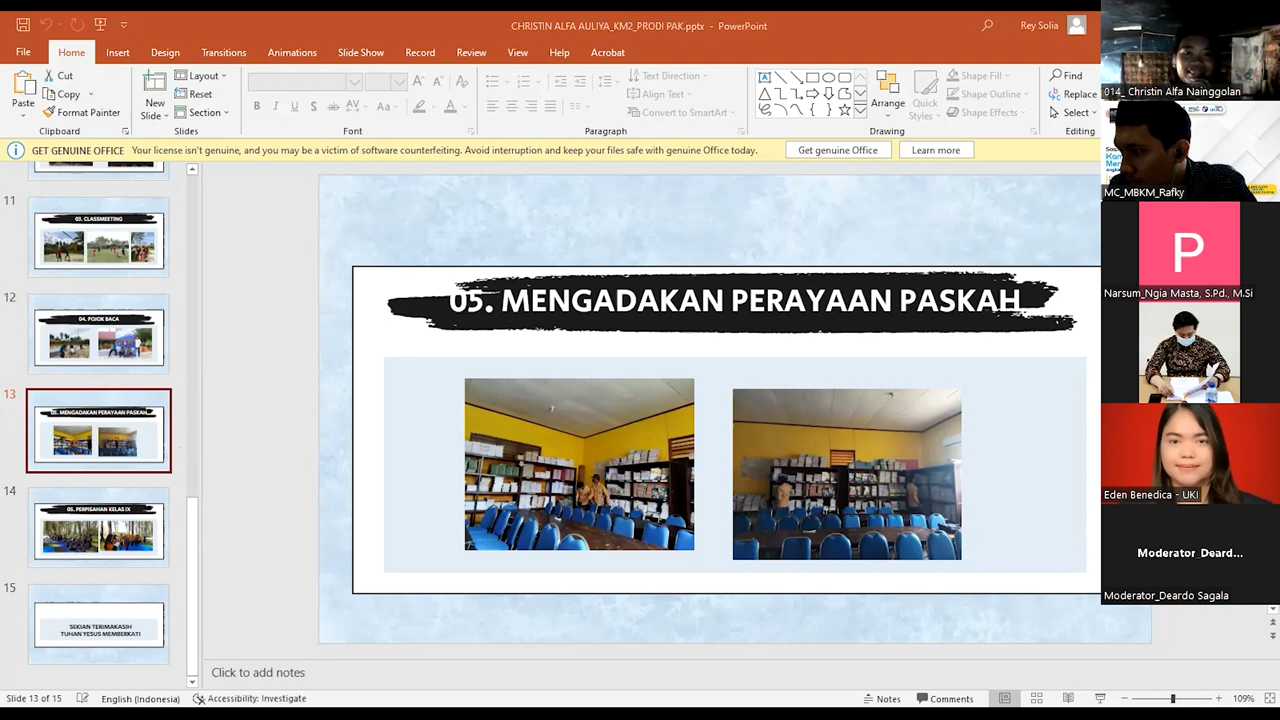 CHRISTIN ALFA AULIYA_KM2_PRODI PAK.pptx - PowerPoint
Rey Solia
File Home Insert Design Transitions Animations Slide Show Record Review View Help Acrobat
Paste
Cut
Copy
Format Painter
Clipboard
New Slide
Layout
Reset
Section
Slides
B I U S ab AV Aa A
Font
Text Direction
Align Text
Convert to SmartArt
Paragraph
Arrange
Quick Styles
Shape Fill
Shape Outline
Shape Effects
Drawing
Find
Replace
Select
Editing
GET GENUINE OFFICE Your license isn't genuine, and you may be a victim of software counterfeiting. Avoid interruption and keep your files safe with genuine Office today. Get genuine Office Learn more
11
03. CLASSMEETING
12
04. POJOK BACA
13
05. MENGADAKAN PERAYAAN PASKAH
14
05. PERPISAHAN KELAS IX
15
SEKIAN TERIMAKASIH
TUHAN YESUS MEMBERKATI
05. MENGADAKAN PERAYAAN PASKAH
Click to add notes
Slide 13 of 15 English (Indonesia) Accessibility: Investigate Notes Comments 109%
014_ Christin Alfa Nainggolan
MC_MBKM_Rafky
P
Narsum_Ngia Masta, S.Pd., M.Si
Eden Benedica - UKI
Moderator_Deard...
Moderator_Deardo Sagala